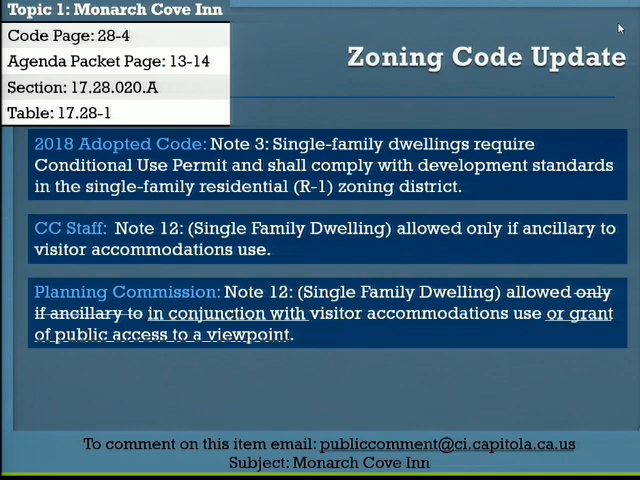 Topic 1: Monarch Cove Inn
Code Page: 28-4
Agenda Packet Page: 13-14
Section: 17.28.020.A
Table: 17.28-1
Zoning Code Update
2018 Adopted Code: Note 3: Single-family dwellings require
Conditional Use Permit and shall comply with development standards
in the single-family residential (R-1) zoning district.
CC Staff: Note 12: (Single Family Dwelling) allowed only if ancillary to
visitor accommodations use.
Planning Commission: Note 12: (Single Family Dwelling) allowed only
if ancillary to in conjunction with visitor accommodations use or grant
of public access to a viewpoint.
To comment on this item email: publiccomment@ci.capitola.ca.us
Subject: Monarch Cove Inn